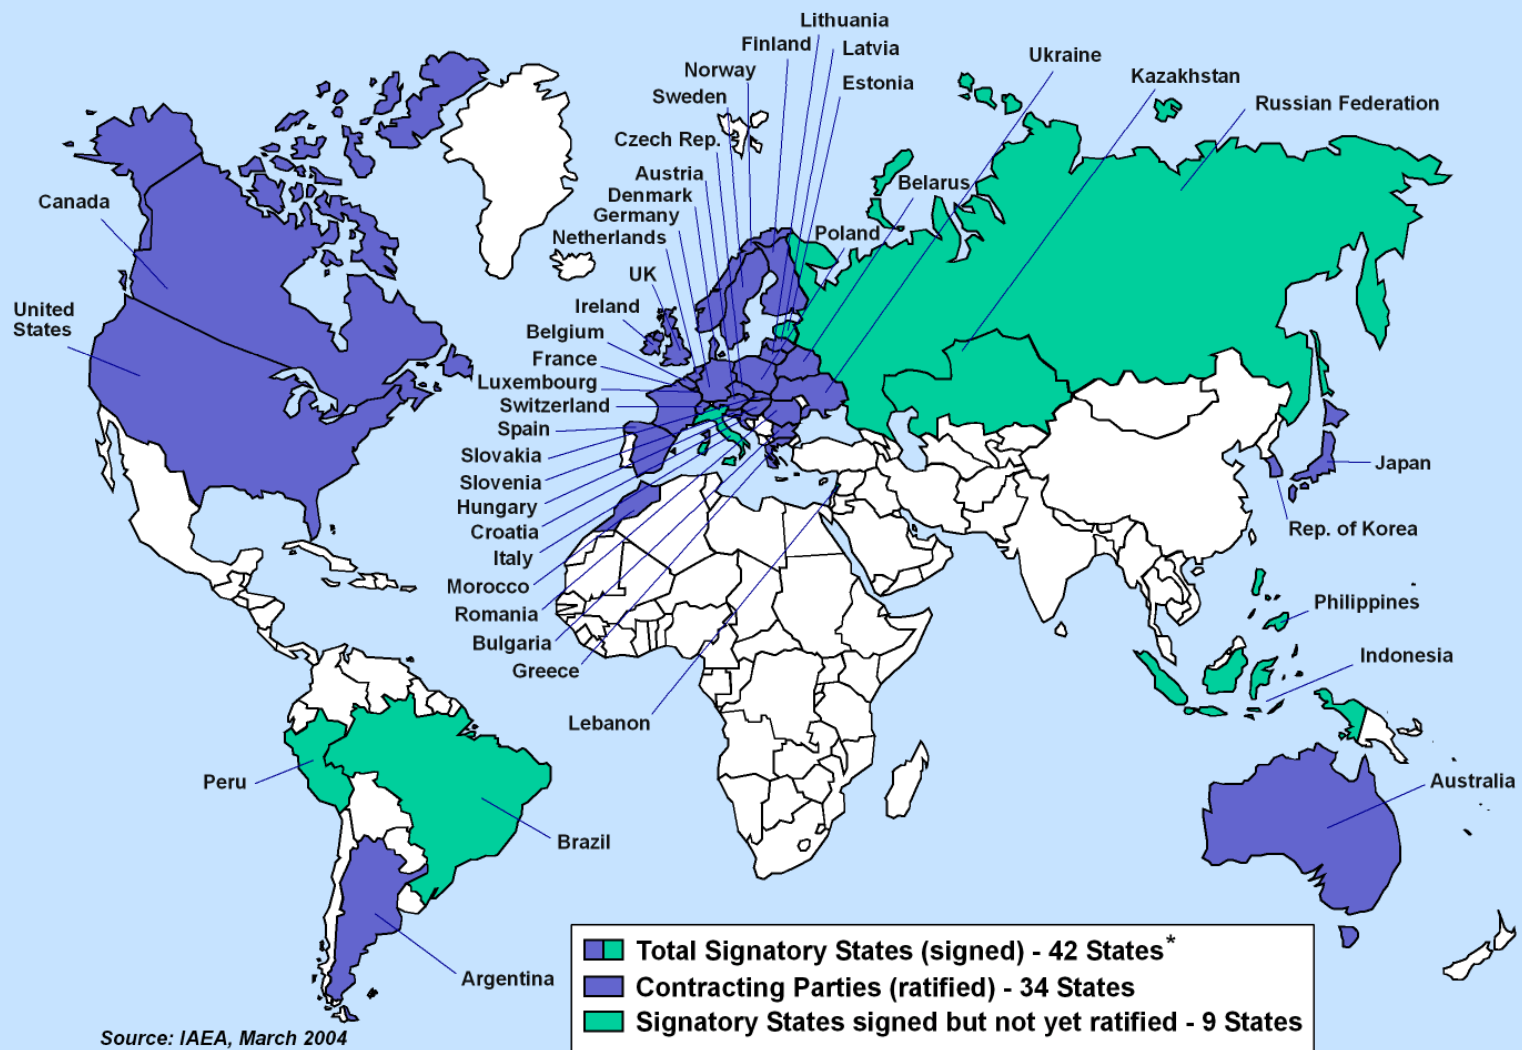 Lithuania
Finland
Latvia
Ukraine
Norway
Kazakhstan
Estonia
Sweden
Russian Federation
Czech Rep.
Austria
Belarus
Denmark
Canada
Germany
Poland
Netherlands
UK
Ireland
United
States
Belgium
France
Luxembourg
Switzerland
Spain
Slovakia
Japan
Slovenia
Hungary
Rep. of Korea
Croatia
Italy
Morocco
Philippines
Romania
Bulgaria
Indonesia
Greece
Lebanon
Peru
Australia
Brazil
Argentina
Total Signatory States (signed) - 42 States*
Contracting Parties (ratified) - 34 States
Signatory States signed but not yet ratified - 9 States
Source: IAEA, March 2004